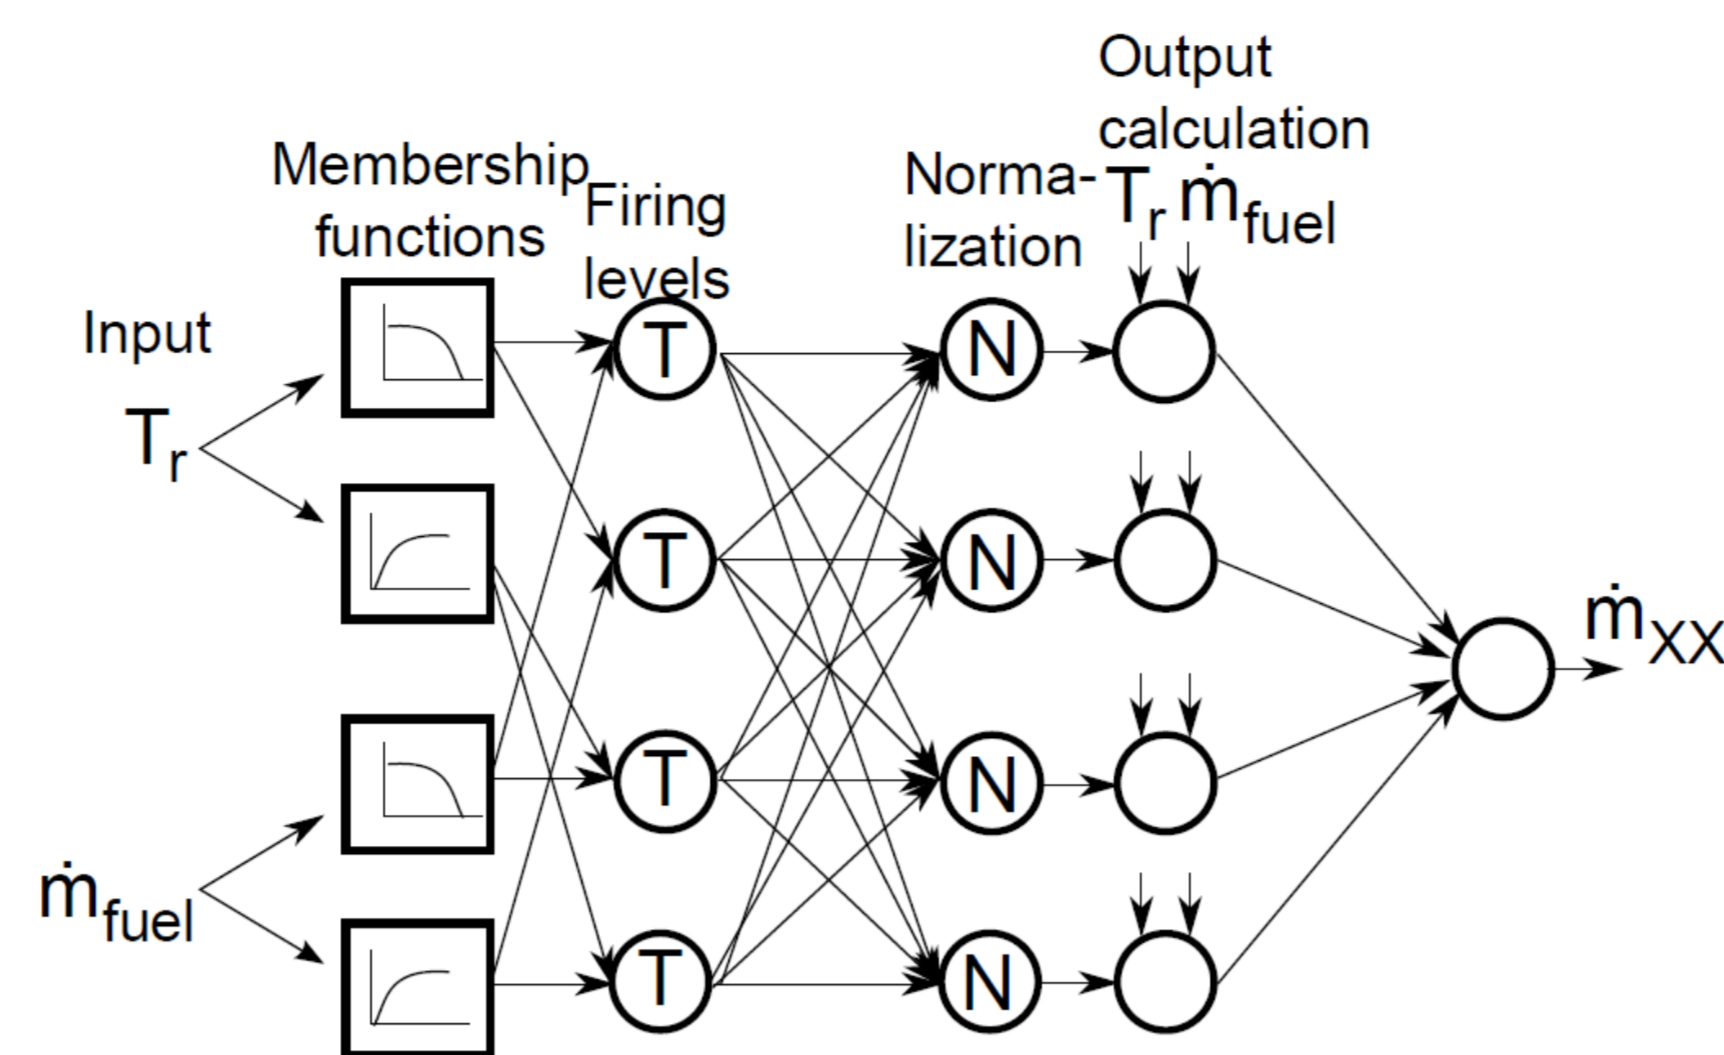 Output
calculation
Membership
functions
Firing
levels
Norma-
lization
Tr ṁfuel
Input
Tr
ṁfuel
T
T
T
T
N
N
N
N
ṁXX